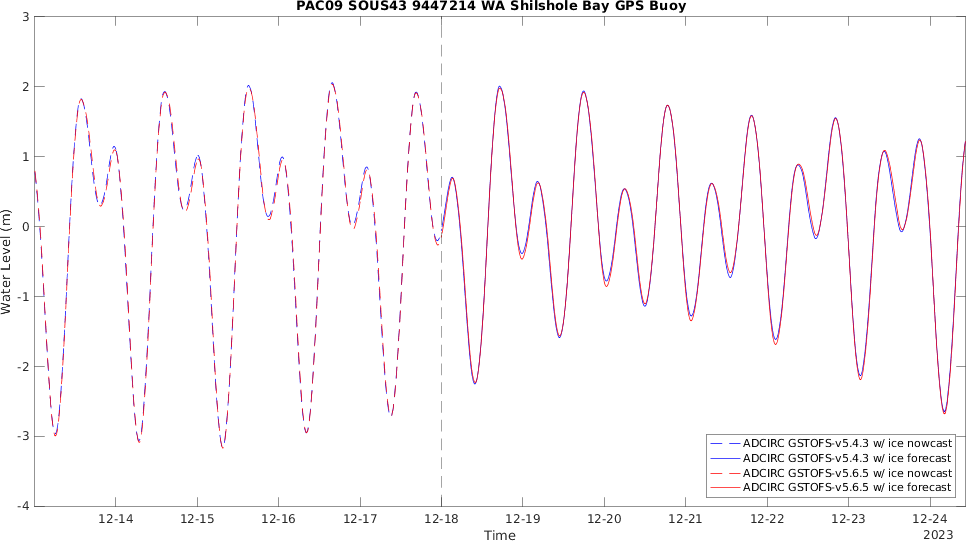 PAC09 SOUS43 9447214 WA Shilshole Bay GPS Buoy
3
2
1
0
-1
-2
-3
-4
Water Level (m)
12-14 12-15 12-16 12-17 12-18 12-19 12-20 12-21 12-22 12-23 12-24
Time
2023
ADCIRC GSTOFS-v5.4.3 w/ ice nowcast
ADCIRC GSTOFS-v5.4.3 w/ ice forecast
ADCIRC GSTOFS-v5.6.5 w/ ice nowcast
ADCIRC GSTOFS-v5.6.5 w/ ice forecast